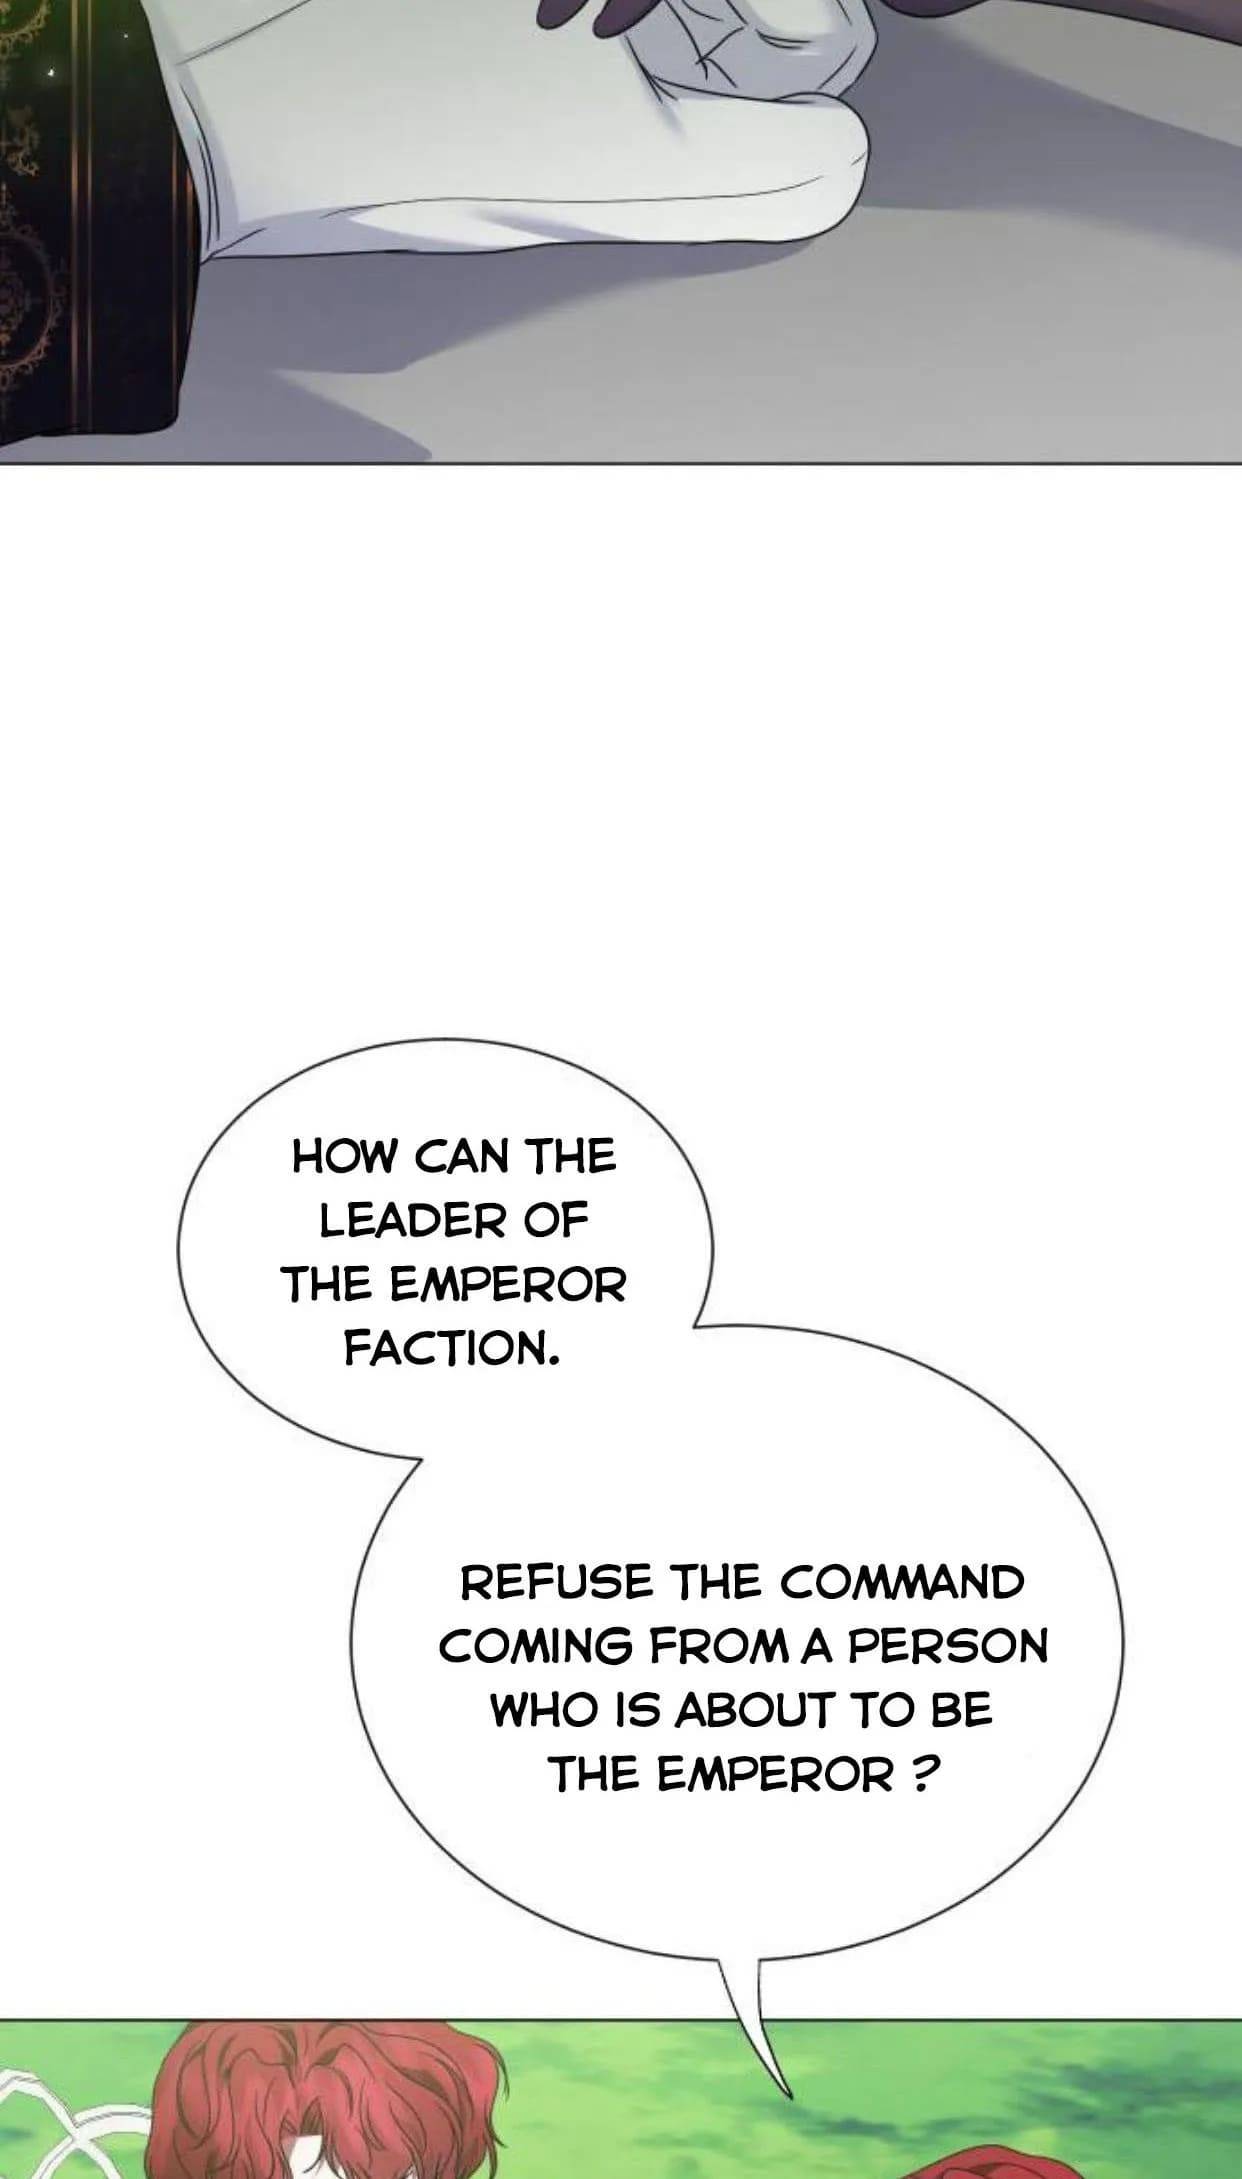 HOW CAN THE
LEADER OF
THE EMPEROR
FACTION.
REFUSE THE COMMAND
COMING FROM A PERSON
WHO IS ABOUT TO BE
THE EMPEROR ?